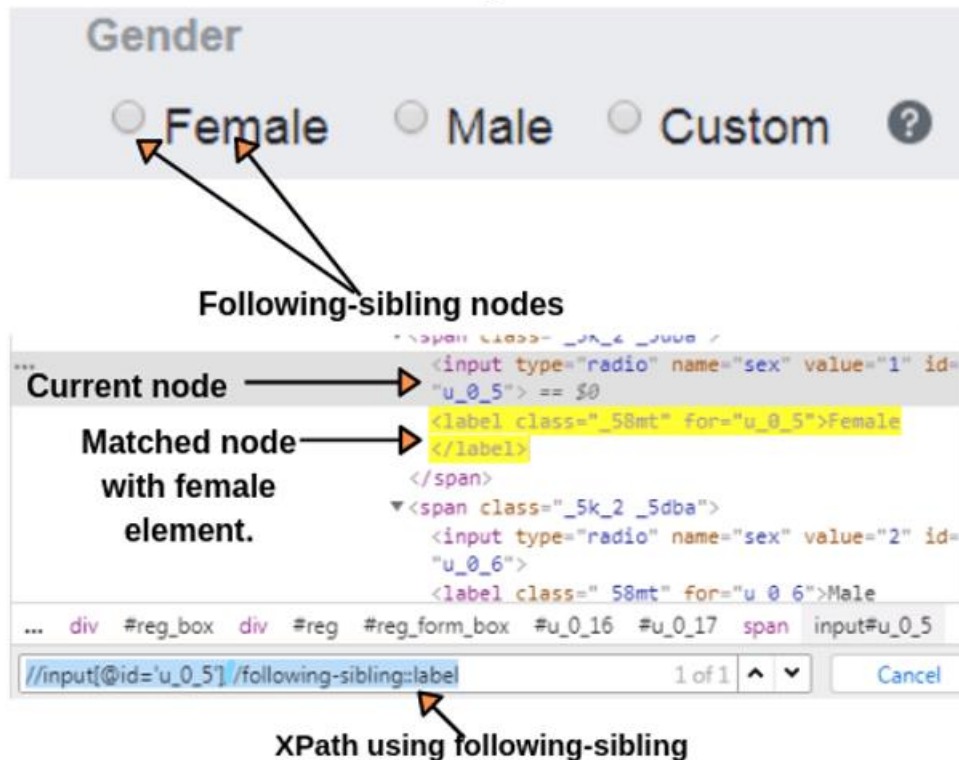 Gender
Female Male Custom ?
Following-sibling nodes
<input type="radio" name="sex" value="1" id=
... Current node "u_0_5"> == $0
Matched node <label class="_58mt" for="u_0_5">Female
with female </label>
element. </span>
▼<span class="_5k_2 _5dba">
<input type="radio" name="sex" value="2" id=
"u_0_6">
<label class="_58mt" for="u_0_6">Male
... div #reg_box div #reg #reg_form_box #u_0_16 #u_0_17 span input#u_0_5
//input[@id='u_0_5'] /following-sibling::label 1 of 1 Cancel
XPath using following-sibling